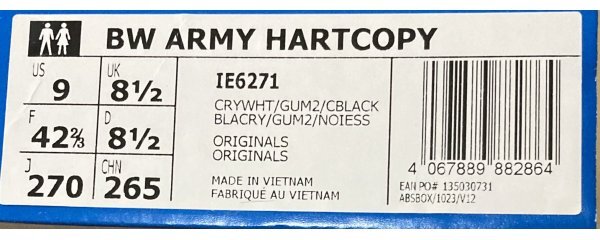 BW ARMY HARTCOPY
US 9 UK 8½
F 42⅔ D 8½
J 270 CHN 265
IE6271
CRYWHT/GUM2/CBLACK
BLACRY/GUM2/NOIESS
ORIGINALS
ORIGINALS
MADE IN VIETNAM
FABRIQUÉ AU VIETNAM
4 067889 882864
EAN PO# 135030731
ABSBOX/1023/V12